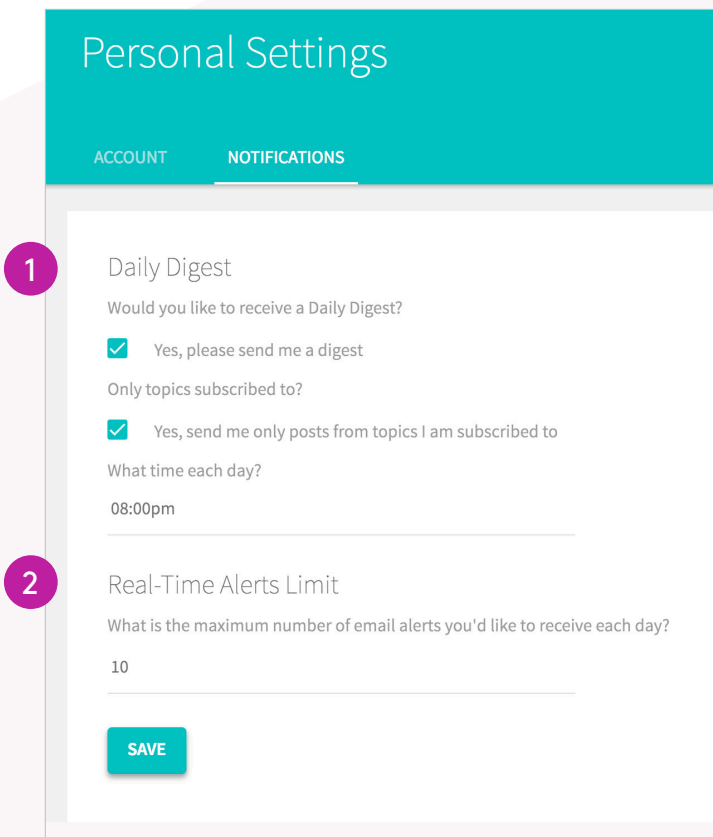 Personal Settings
ACCOUNT NOTIFICATIONS
1
Daily Digest
Would you like to receive a Daily Digest?
Yes, please send me a digest
Only topics subscribed to?
Yes, send me only posts from topics I am subscribed to
What time each day?
08:00pm
2
Real-Time Alerts Limit
What is the maximum number of email alerts you'd like to receive each day?
10
SAVE